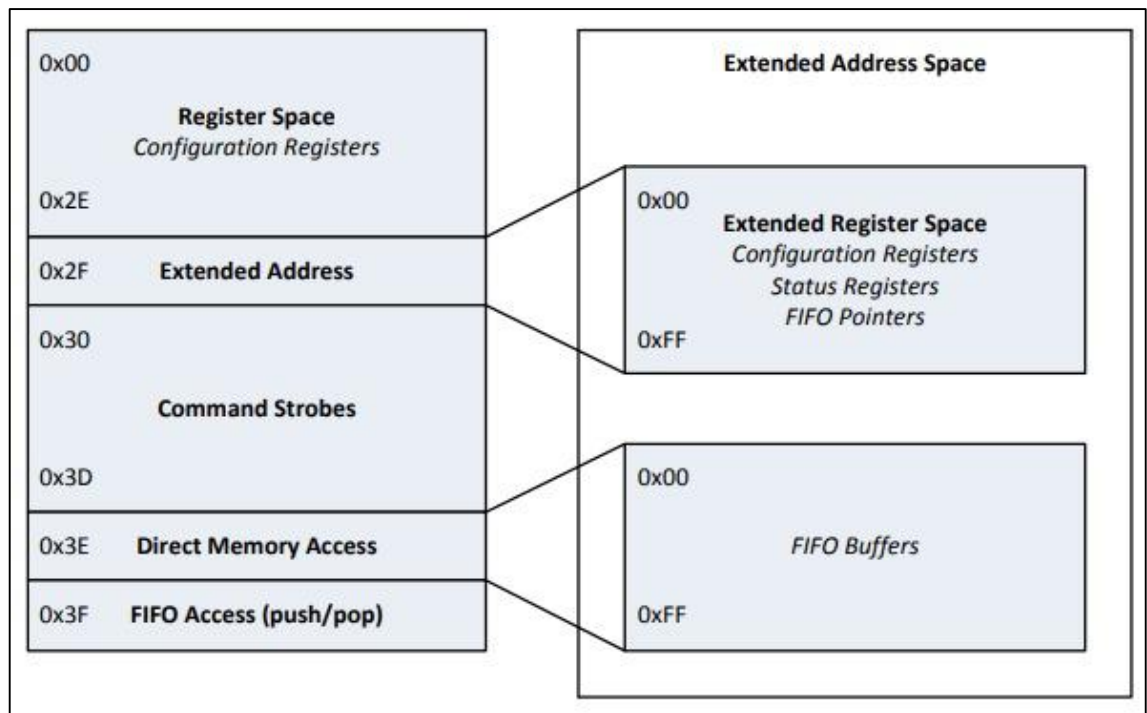 0x00
Register Space
Configuration Registers
0x2E
0x2F Extended Address
0x30
Command Strobes
0x3D
0x3E Direct Memory Access
0x3F FIFO Access (push/pop)
Extended Address Space
0x00
Extended Register Space
Configuration Registers
Status Registers
FIFO Pointers
0xFF
0x00
FIFO Buffers
0xFF